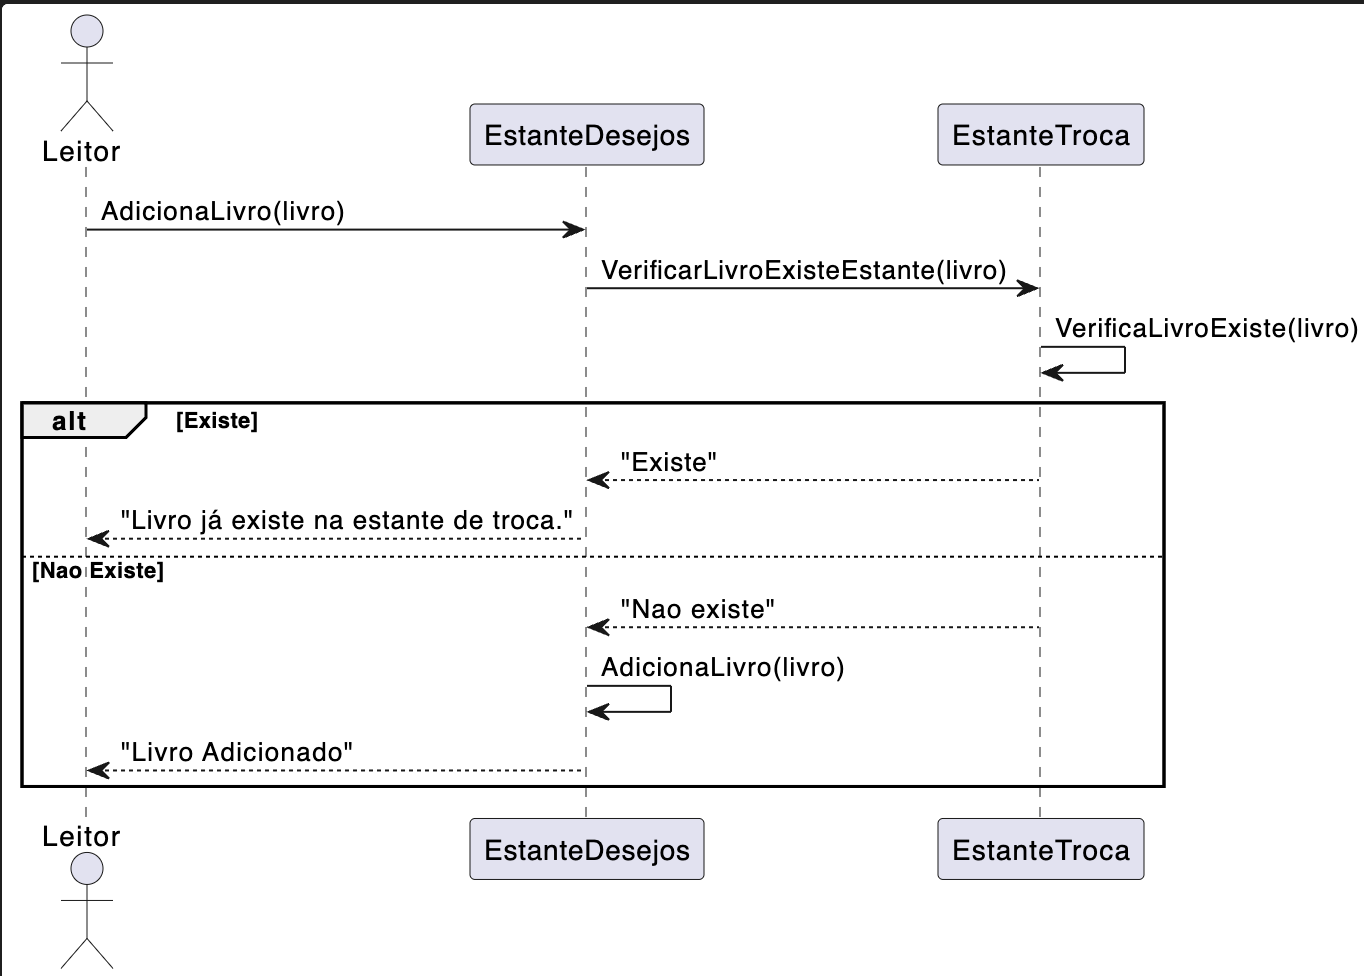 Leitor
EstanteDesejos
EstanteTroca
AdicionaLivro(livro)
VerificarLivroExisteEstante(livro)
VerificaLivroExiste(livro)
alt [Existe]
"Existe"
"Livro já existe na estante de troca."
[Nao Existe]
"Nao existe"
AdicionaLivro(livro)
"Livro Adicionado"
Leitor
EstanteDesejos
EstanteTroca